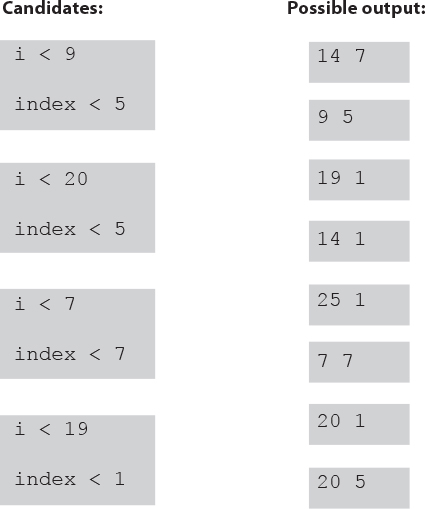 Candidates:
i < 9
index < 5
i < 20
index < 5
i < 7
index < 7
i < 19
index < 1
Possible output:
14 7
9 5
19 1
14 1
25 1
7 7
20 1
20 5